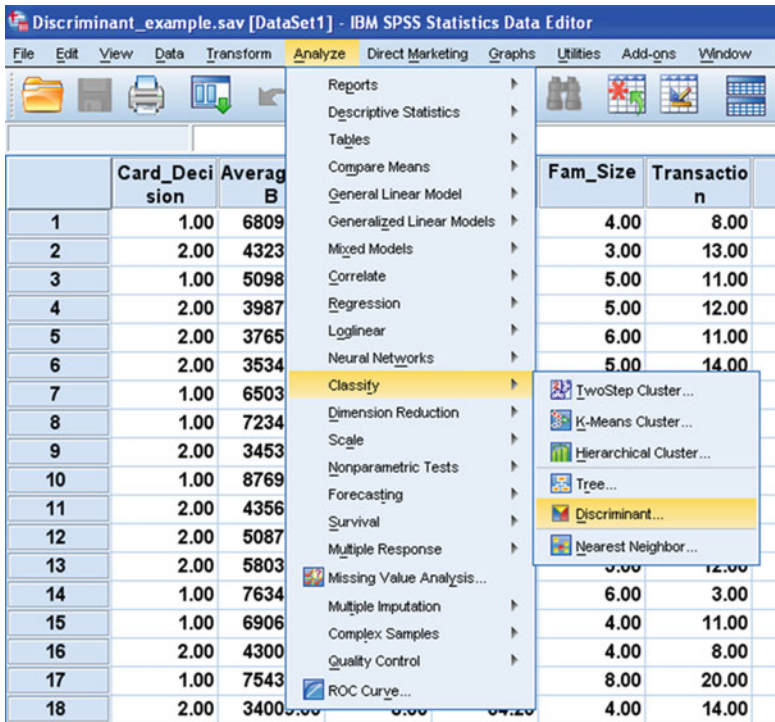 Discriminant_example.sav [DataSet1] - IBM SPSS Statistics Data Editor
File Edit View Data Transform Analyze Direct Marketing Graphs Utilities Add-ons Window
Reports
Descriptive Statistics
Tables
Compare Means
General Linear Model
Generalized Linear Models
Mixed Models
Correlate
Regression
Loglinear
Neural Networks
Classify
Dimension Reduction
Scale
Nonparametric Tests
Forecasting
Survival
Multiple Response
Missing Value Analysis...
Multiple Imputation
Complex Samples
Quality Control
ROC Curve...
TwoStep Cluster...
K-Means Cluster...
Hierarchical Cluster...
Tree...
Discriminant...
Nearest Neighbor...
Card_Deci
sion
Averag
B
Fam_Size
Transactio
n
1 1.00 6809 4.00 8.00
2 2.00 4323 3.00 13.00
3 1.00 5098 5.00 11.00
4 2.00 3987 5.00 12.00
5 2.00 3765 6.00 11.00
6 2.00 3534 5.00 14.00
7 1.00 6503
8 1.00 7234
9 2.00 3453
10 1.00 8769
11 2.00 4356
12 2.00 5087
13 2.00 5803
14 1.00 7634 6.00 3.00
15 1.00 6906 4.00 11.00
16 2.00 4300 4.00 8.00
17 1.00 7543 8.00 20.00
18 2.00 4.00 14.00